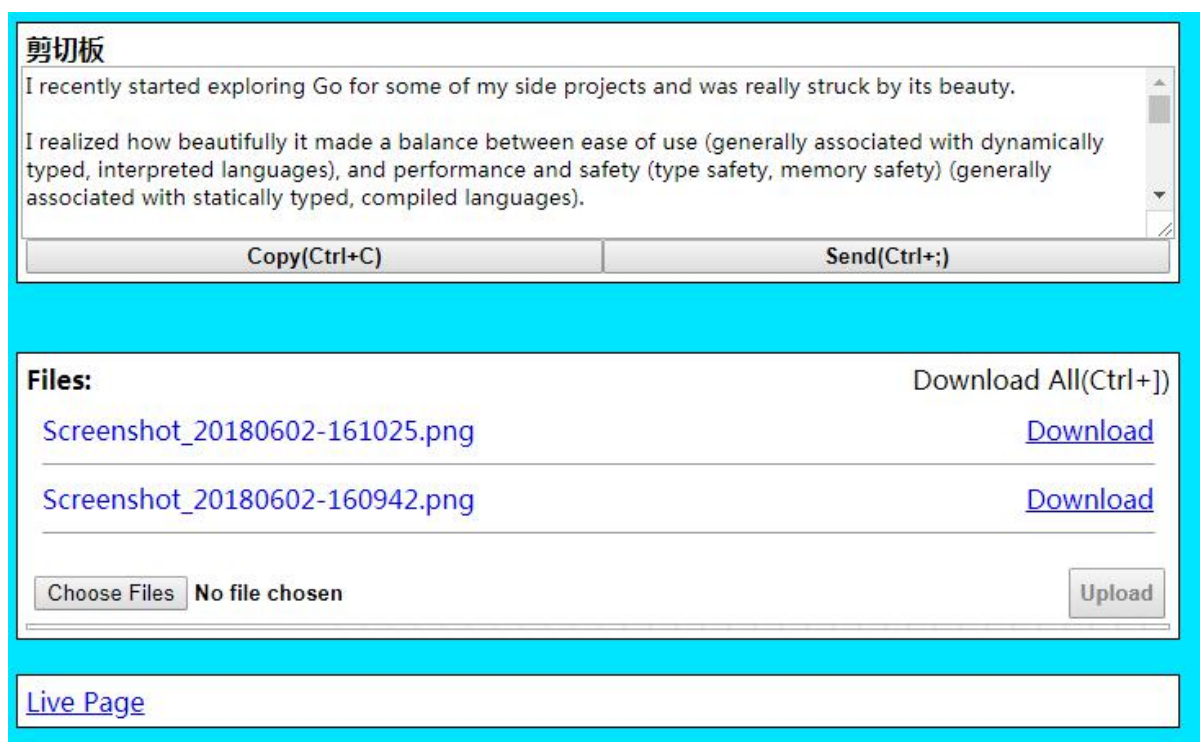 剪切板
I recently started exploring Go for some of my side projects and was really struck by its beauty.
I realized how beautifully it made a balance between ease of use (generally associated with dynamically
typed, interpreted languages), and performance and safety (type safety, memory safety) (generally
associated with statically typed, compiled languages).
Copy(Ctrl+C) Send(Ctrl+;)
Files: Download All(Ctrl+])
Screenshot_20180602-161025.png Download
Screenshot_20180602-160942.png Download
Choose Files No file chosen Upload
Live Page